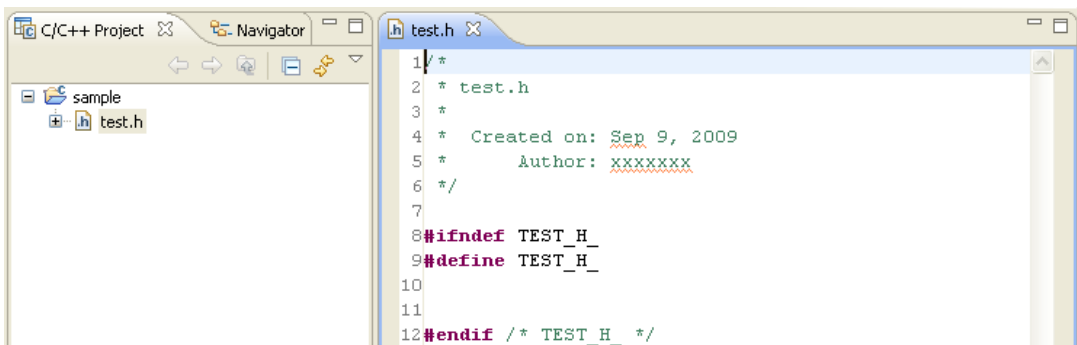 C/C++ Project
Navigator
sample
test.h
test.h
1/*
2 * test.h
3 *
4 *  Created on: Sep 9, 2009
5 *      Author: xxxxxxx
6 */
7
8#ifndef TEST_H_
9#define TEST_H_
10
11
12#endif /* TEST_H_ */